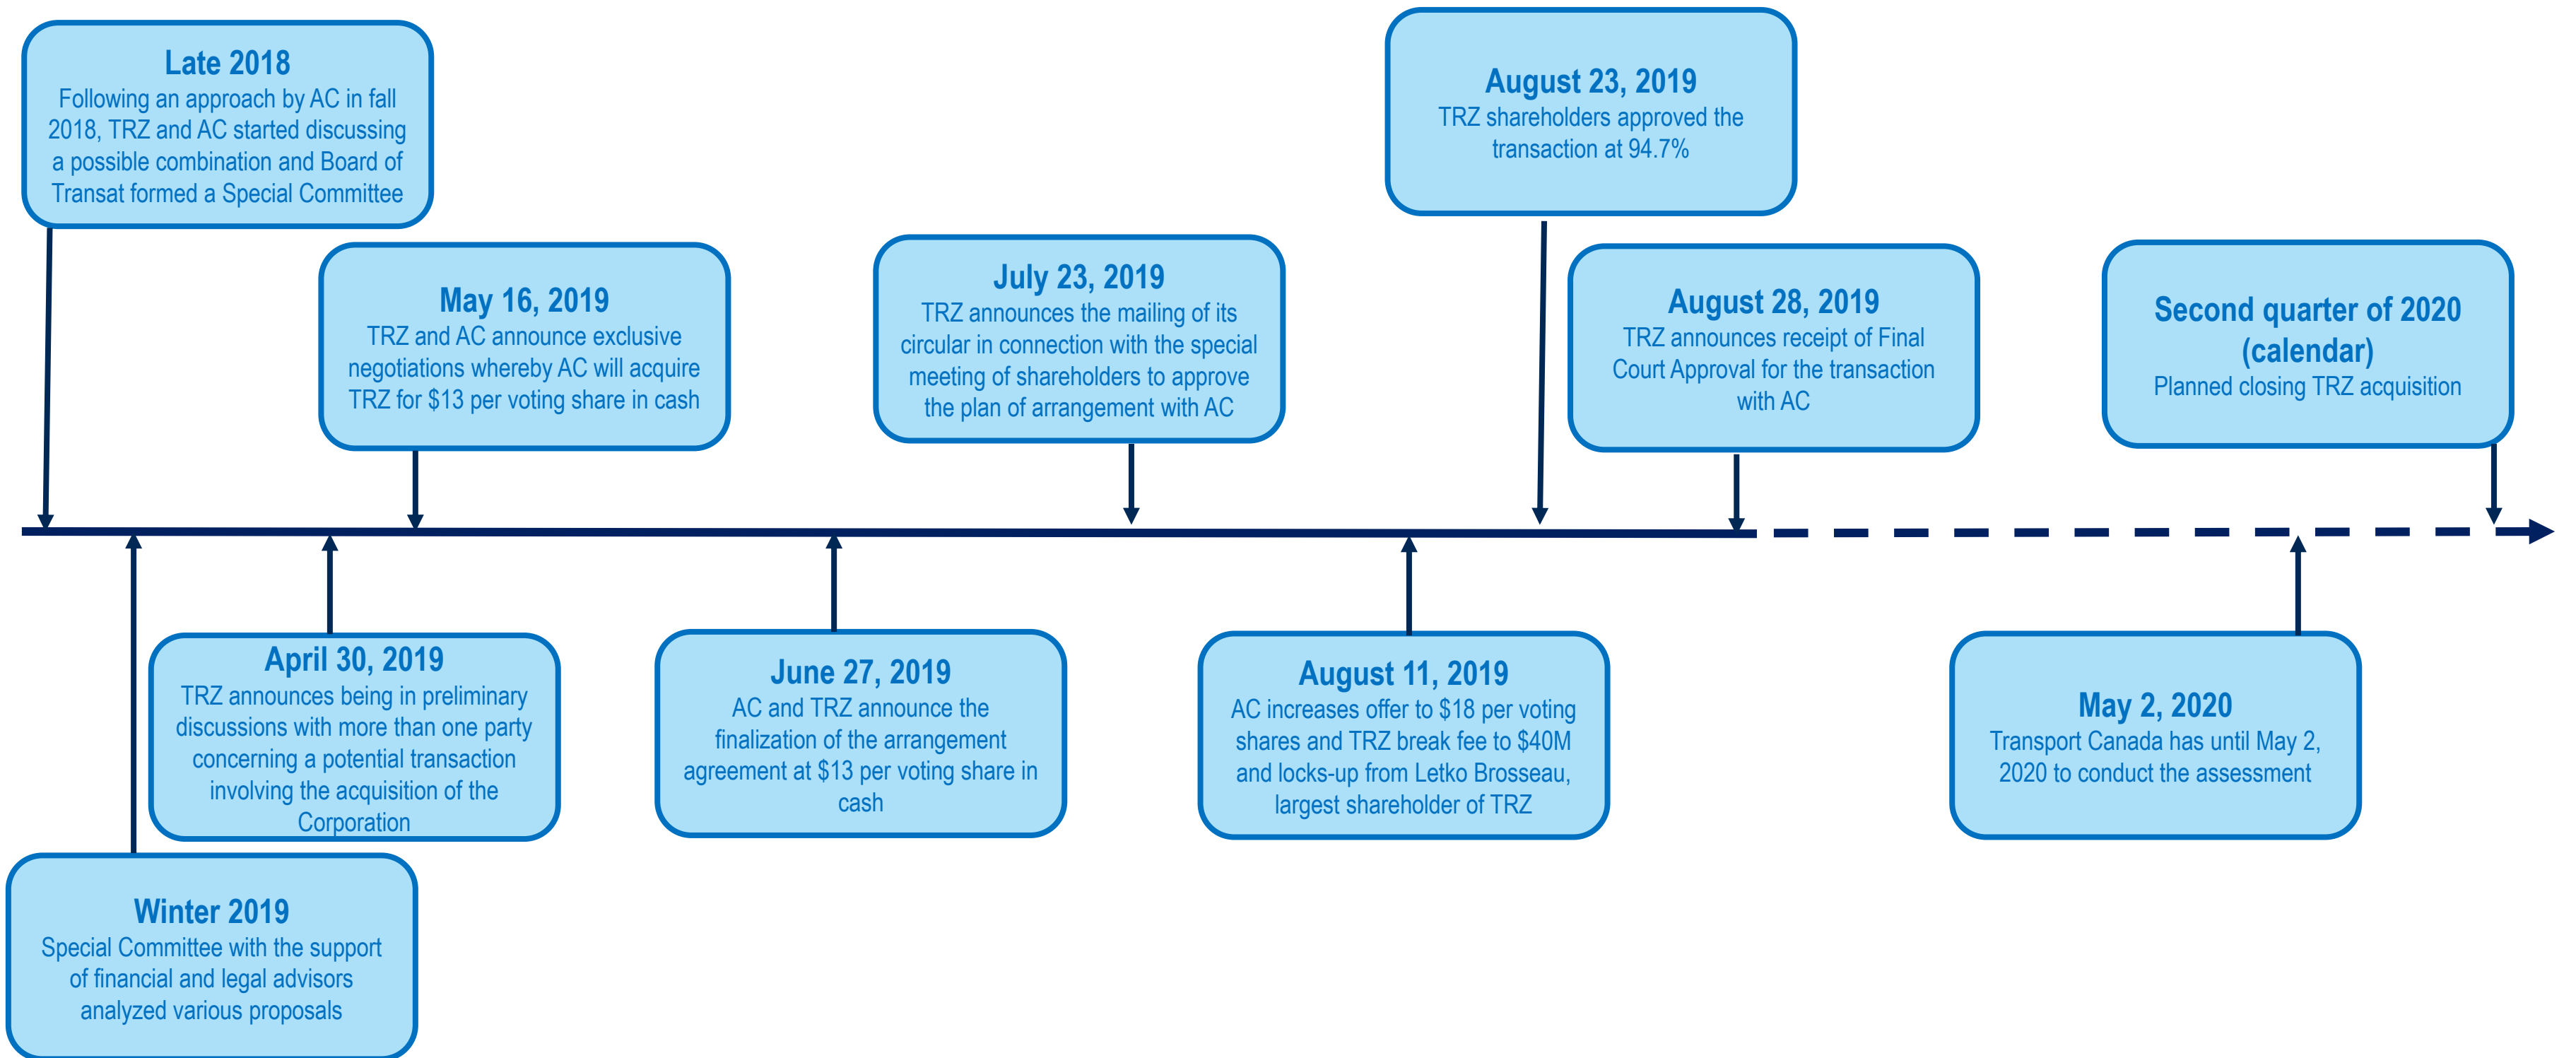 Late 2018
Following an approach by AC in fall
2018, TRZ and AC started discussing
a possible combination and Board of
Transat formed a Special Committee
August 23, 2019
TRZ shareholders approved the
transaction at 94.7%
May 16, 2019
TRZ and AC announce exclusive
negotiations whereby AC will acquire
TRZ for $13 per voting share in cash
July 23, 2019
TRZ announces the mailing of its
circular in connection with the special
meeting of shareholders to approve
the plan of arrangement with AC
August 28, 2019
TRZ announces receipt of Final
Court Approval for the transaction
with AC
Second quarter of 2020
(calendar)
Planned closing TRZ acquisition
April 30, 2019
TRZ announces being in preliminary
discussions with more than one party
concerning a potential transaction
involving the acquisition of the
Corporation
June 27, 2019
AC and TRZ announce the
finalization of the arrangement
agreement at $13 per voting share in
cash
August 11, 2019
AC increases offer to $18 per voting
shares and TRZ break fee to $40M
and locks-up from Letko Brosseau,
largest shareholder of TRZ
May 2, 2020
Transport Canada has until May 2,
2020 to conduct the assessment
Winter 2019
Special Committee with the support
of financial and legal advisors
analyzed various proposals